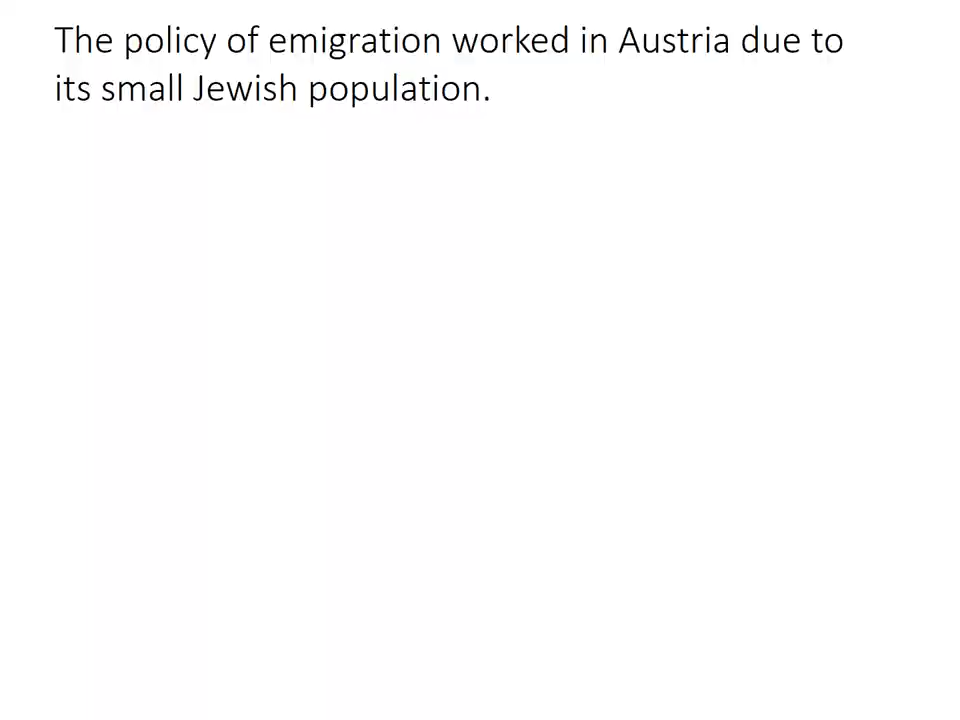 The policy of emigration worked in Austria due to
its small Jewish population.